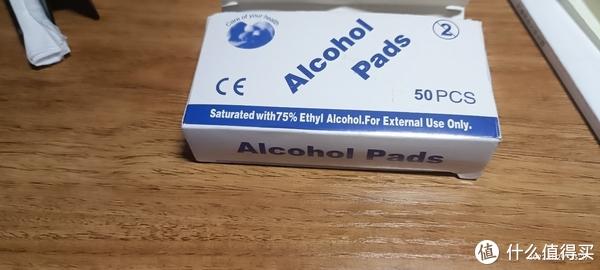 Care of your health
Alcohol
Pads
2
CE
50 PCS
Saturated with 75% Ethyl Alcohol.For External Use Only.
Alcohol Pads
值 什么值得买